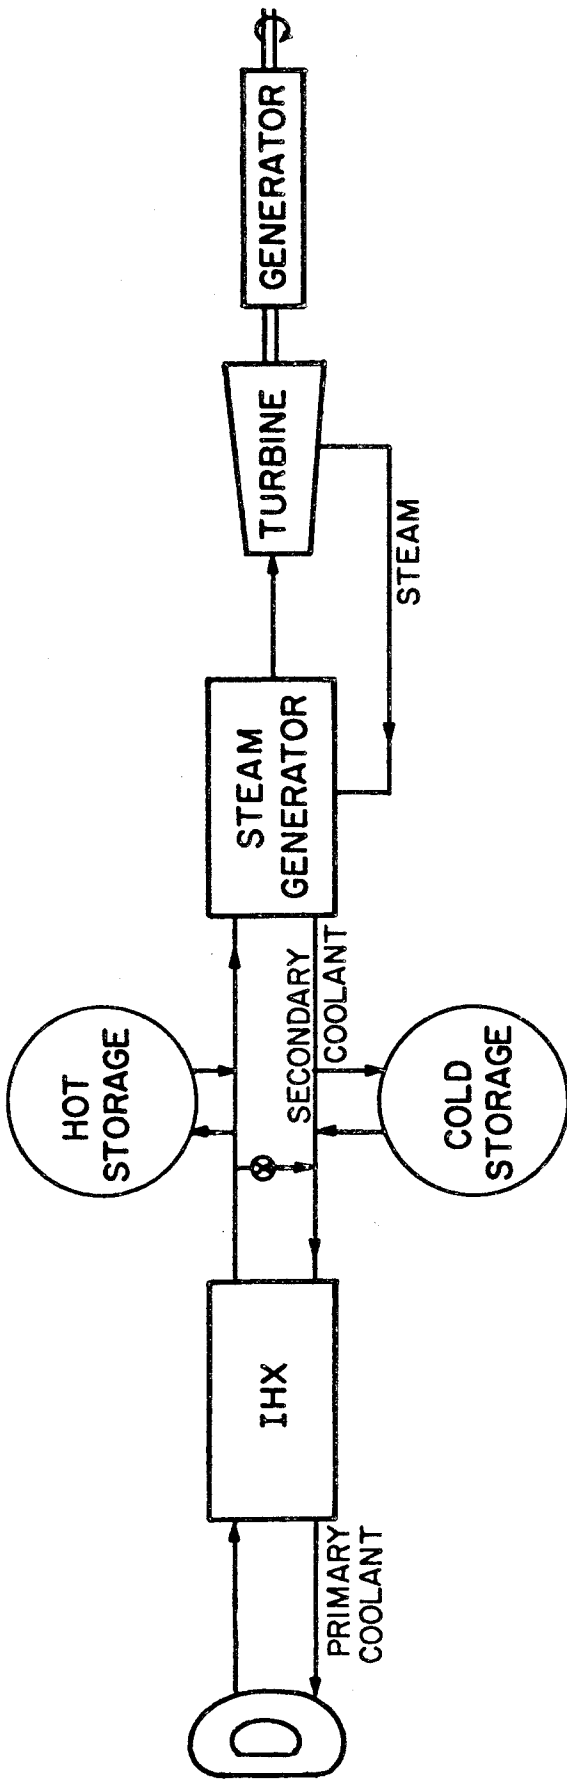 HOT
STORAGE
PRIMARY
COOLANT
IHX
SECONDARY
COOLANT
COLD
STORAGE
STEAM
GENERATOR
STEAM
TURBINE
GENERATOR